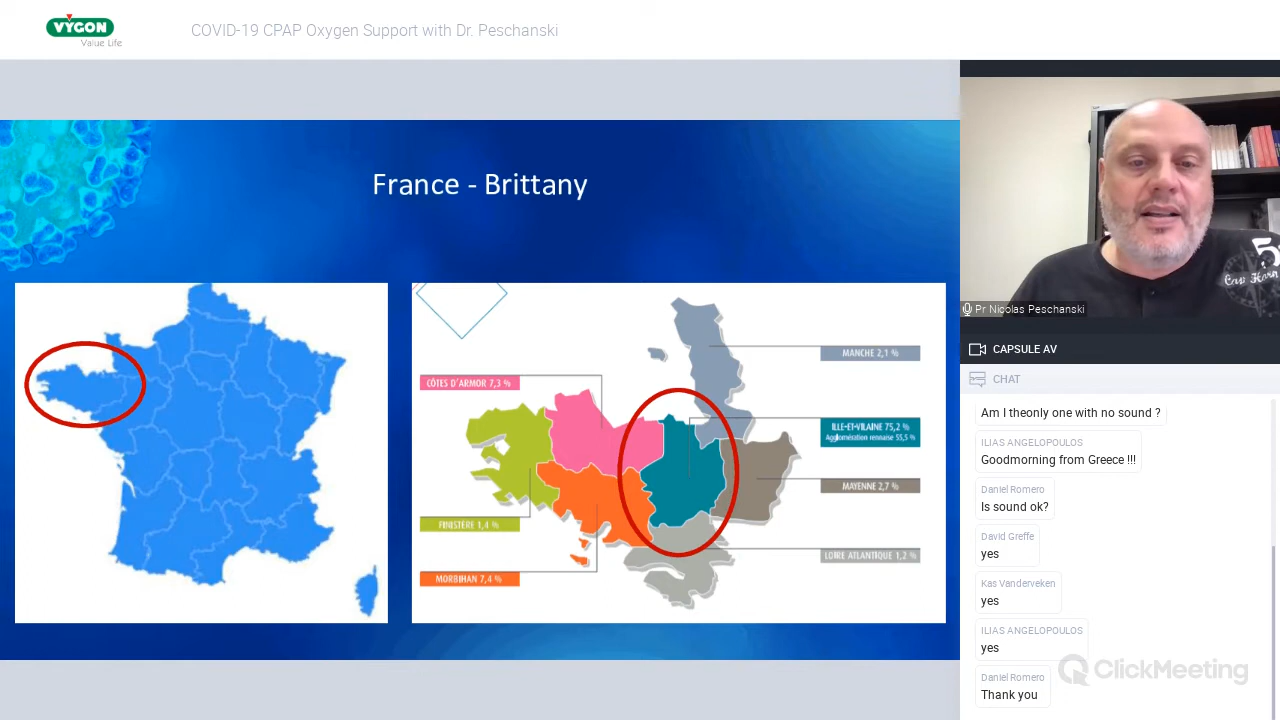 VYGON
Value Life
COVID-19 CPAP Oxygen Support with Dr. Peschanski
France - Brittany
MANCHE 2,1 %
CÔTES D'ARMOR 7,3 %
ILLE-ET-VILAINE 75,2 %
Agglomération rennaise 55,5 %
MAYENNE 2,7 %
FINISTÈRE 1,4 %
LOIRE ATLANTIQUE 1,2 %
MORBIHAN 7,4 %
5
Cap Horn
Pr Nicolas Peschanski
CAPSULE AV
CHAT
Am I theonly one with no sound ?
ILIAS ANGELOPOULOS
Goodmorning from Greece !!!
Daniel Romero
Is sound ok?
David Greffe
yes
Kas Vanderveken
yes
ILIAS ANGELOPOULOS
yes
Daniel Romero
Thank you
ClickMeeting